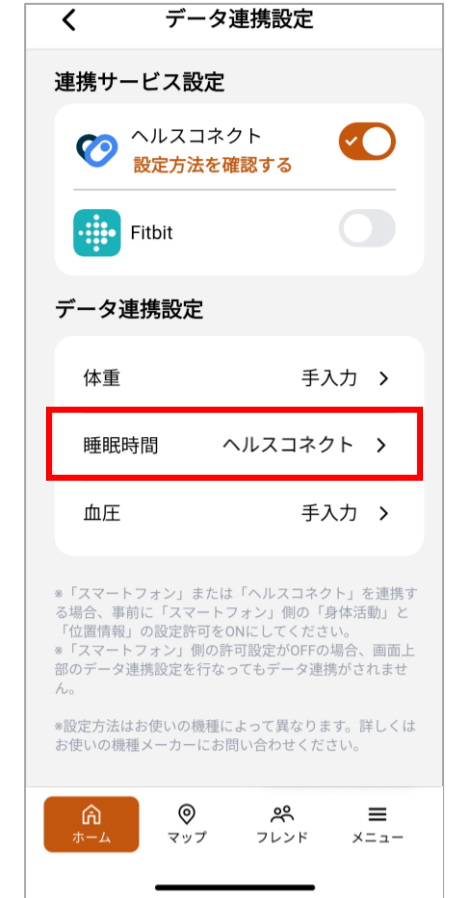 データ連携設定
連携サービス設定
ヘルスコネクト
設定方法を確認する
Fitbit
データ連携設定
体重 手入力
睡眠時間 ヘルスコネクト
血圧 手入力
※「スマートフォン」または「ヘルスコネクト」を連携す
る場合、事前に「スマートフォン」側の「身体活動」と
「位置情報」の設定許可をONにしてください。
※「スマートフォン」側の許可設定がOFFの場合、画面上
部のデータ連携設定を行なってもデータ連携がされませ
ん。
※設定方法はお使いの機種によって異なります。詳しくは
お使いの機種メーカーにお問い合わせください。
ホーム マップ フレンド メニュー